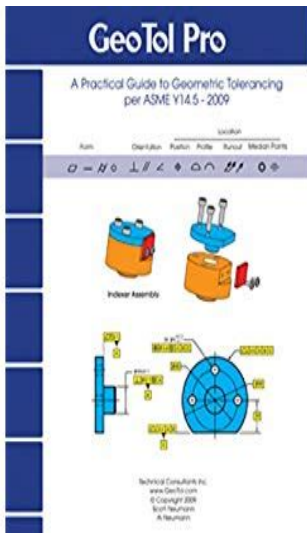 GeoTol Pro
A Practical Guide to Geometric Tolerancing
per ASME Y14.5 - 2009
Location
Form Orientation Position Profile Runout Median Points
Indexer Assembly
Technical Consultants Inc.
www.GeoTol.com
© Copyright 2009
Scott Neumann
Al Neumann